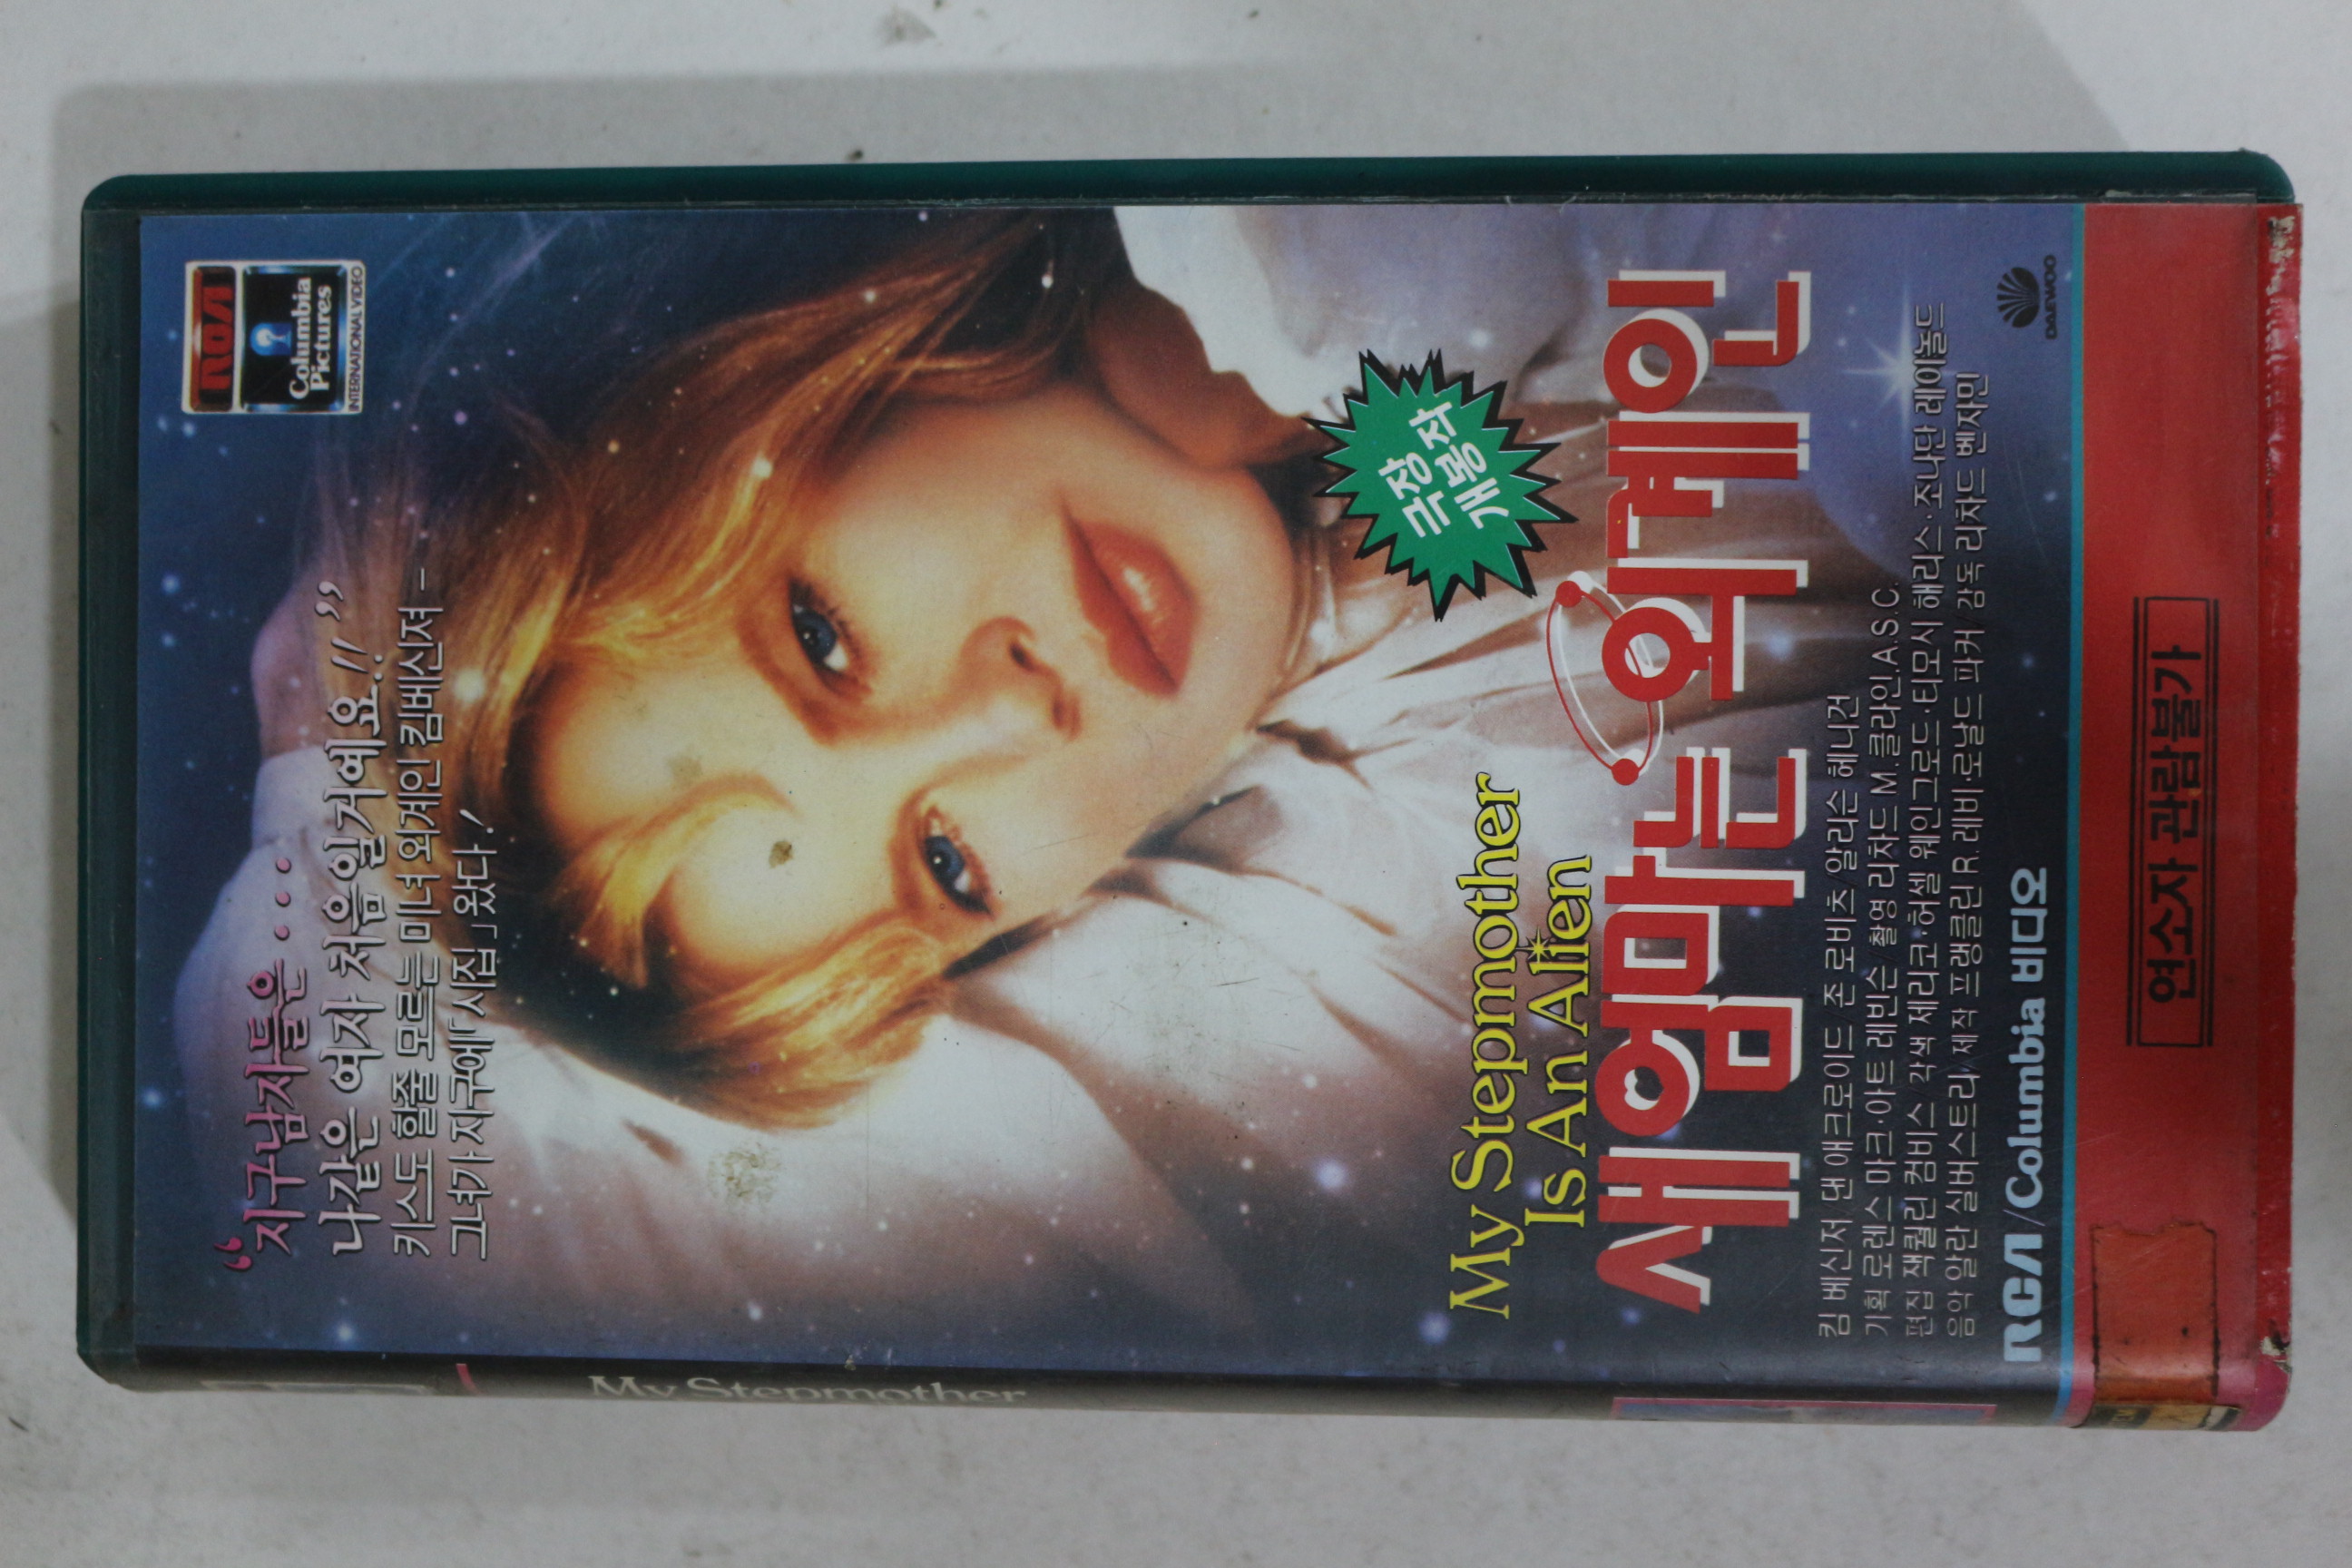 RCA
Columbia
Pictures
INTERNATIONAL VIDEO
“지구남자들은····
나같은 여자 처음일거예요!!”
키스도 할줄 모르는 미녀 외계인 킴베신져-
그녀가 지구에「시집」왔다!
극장
개봉작
My Stepmother
Is An Alien
새엄마는 외계인
킴 베신저/댄 애크로이드/존 로비츠/알리슨 헤니건
기획 로렌스 마크·아트 레빈슨/촬영 리차드 M.클라인.A.S.C.
편집 잭퀄린 컴비스 각색 제리코·허셀 웨인그로드·티모시 해리스·조나단 레이놀드
음악 알란 실버스트리/제작 프랭클린 R.레비·로날드 파커/감독 리차드 벤자민
RCA/Columbia 비디오
DAEWOO
연소자 관람불가
My Stepmother